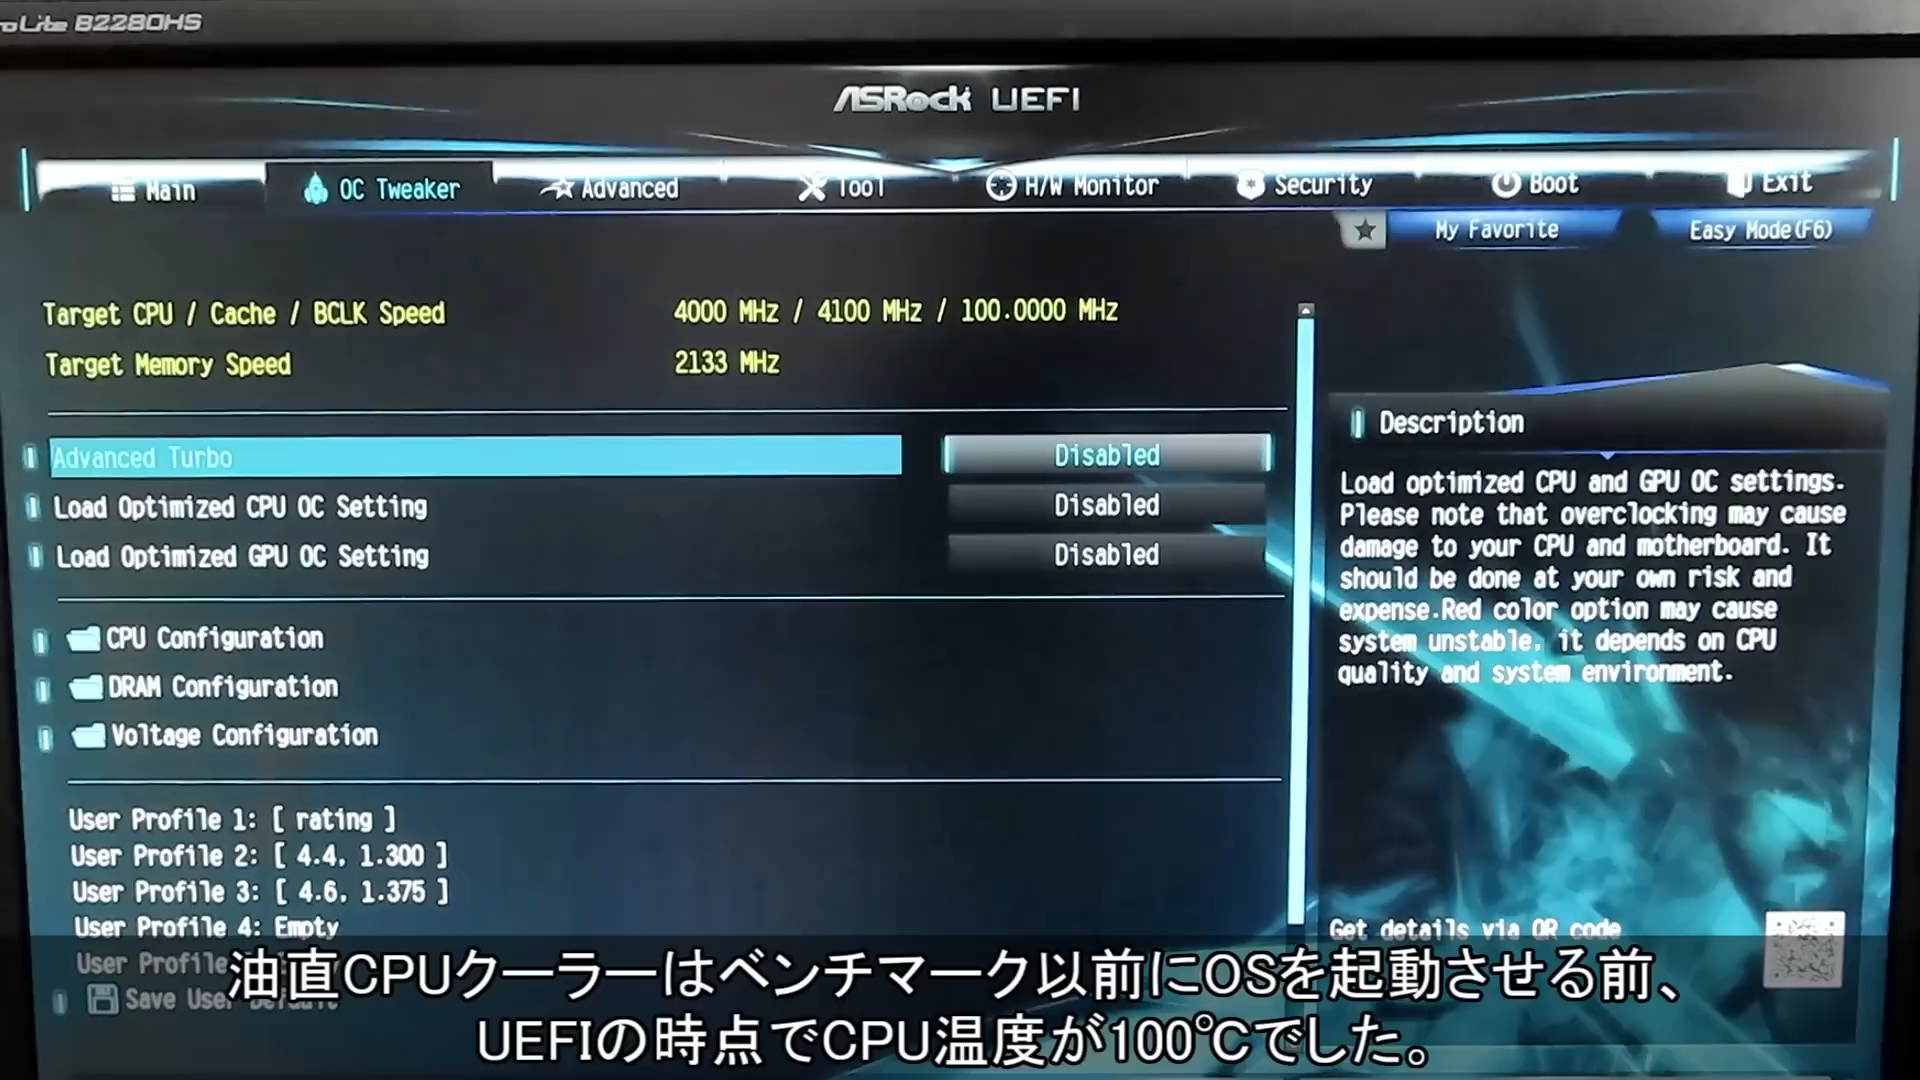 B2280HS
ASRock UEFI
Main
OC Tweaker
Advanced
Tool
H/W Monitor
Security
Boot
Exit
My Favorite
Easy Mode(F6)
Target CPU / Cache / BCLK Speed 4000 MHz / 4100 MHz / 100.0000 MHz
Target Memory Speed 2133 MHz
Advanced Turbo Disabled
Load Optimized CPU OC Setting Disabled
Load Optimized GPU OC Setting Disabled
CPU Configuration
DRAM Configuration
Voltage Configuration
User Profile 1: [ rating ]
User Profile 2: [ 4.4, 1.300 ]
User Profile 3: [ 4.6, 1.375 ]
User Profile 4: Empty
User Profile
Save User Default
Description
Load optimized CPU and GPU OC settings.
Please note that overclocking may cause
damage to your CPU and motherboard. It
should be done at your own risk and
expense.Red color option may cause
system unstable, it depends on CPU
quality and system environment.
Get details via QR code
油直CPUクーラーはベンチマーク以前にOSを起動させる前、
UEFIの時点でCPU温度が100℃でした。